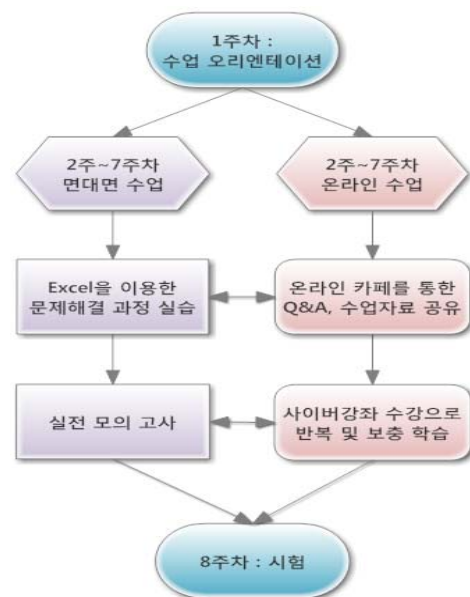 1주차 :
수업 오리엔테이션
2주~7주차
면대면 수업
2주~7주차
온라인 수업
Excel을 이용한
문제해결 과정 실습
온라인 카페를 통한
Q&A, 수업자료 공유
실전 모의 고사
사이버강좌 수강으로
반복 및 보충 학습
8주차 : 시험